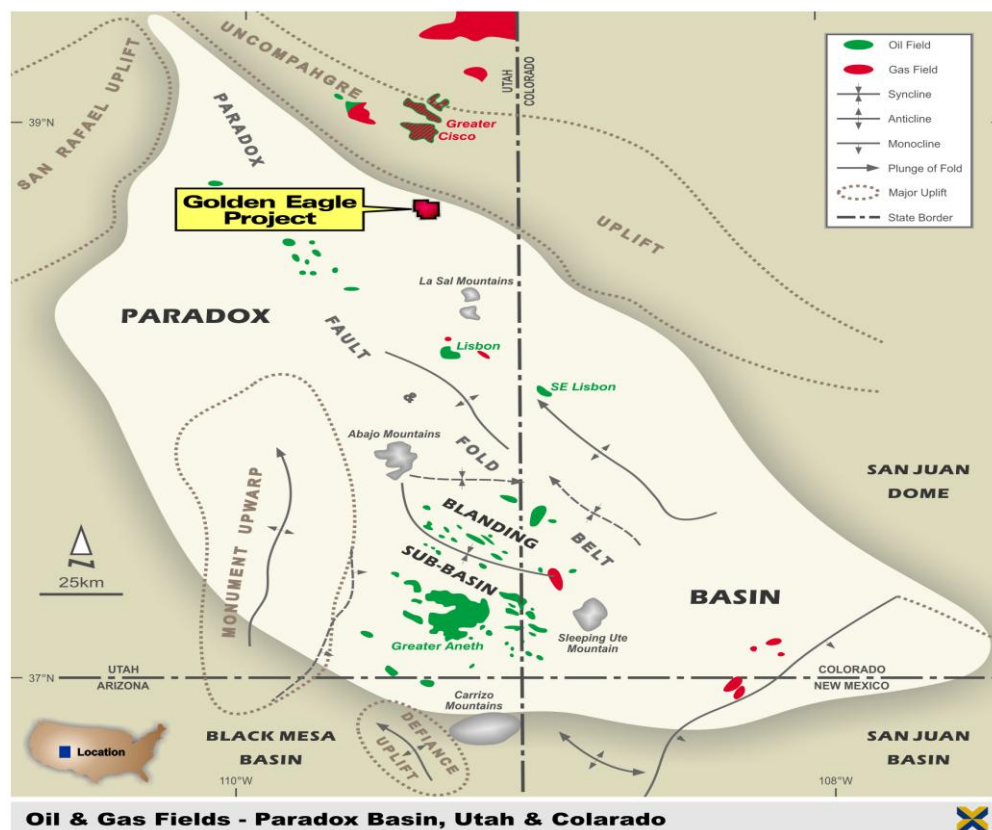 UNCOMPAHGRE
UPLIFT
SAN RAFAEL UPLIFT
UTAH
COLORADO
Oil Field
Gas Field
Syncline
Anticline
Monocline
Plunge of Fold
Major Uplift
State Border
39°N
Greater
Cisco
PARADOX
Golden Eagle
Project
La Sal Mountains
PARADOX
FAULT
&
FOLD
BELT
Lisbon
SE Lisbon
Abajo Mountains
SAN JUAN
DOME
MONUMENT UPWARP
BLANDING
SUB-BASIN
BASIN
N
25km
Sleeping Ute
Mountain
Greater Aneth
37°N
UTAH
ARIZONA
COLORADO
NEW MEXICO
Carrizo
Mountains
Location
BLACK MESA
BASIN
DEFIANCE
UPLIFT
SAN JUAN
BASIN
110°W
108°W
Oil & Gas Fields - Paradox Basin, Utah & Colarado